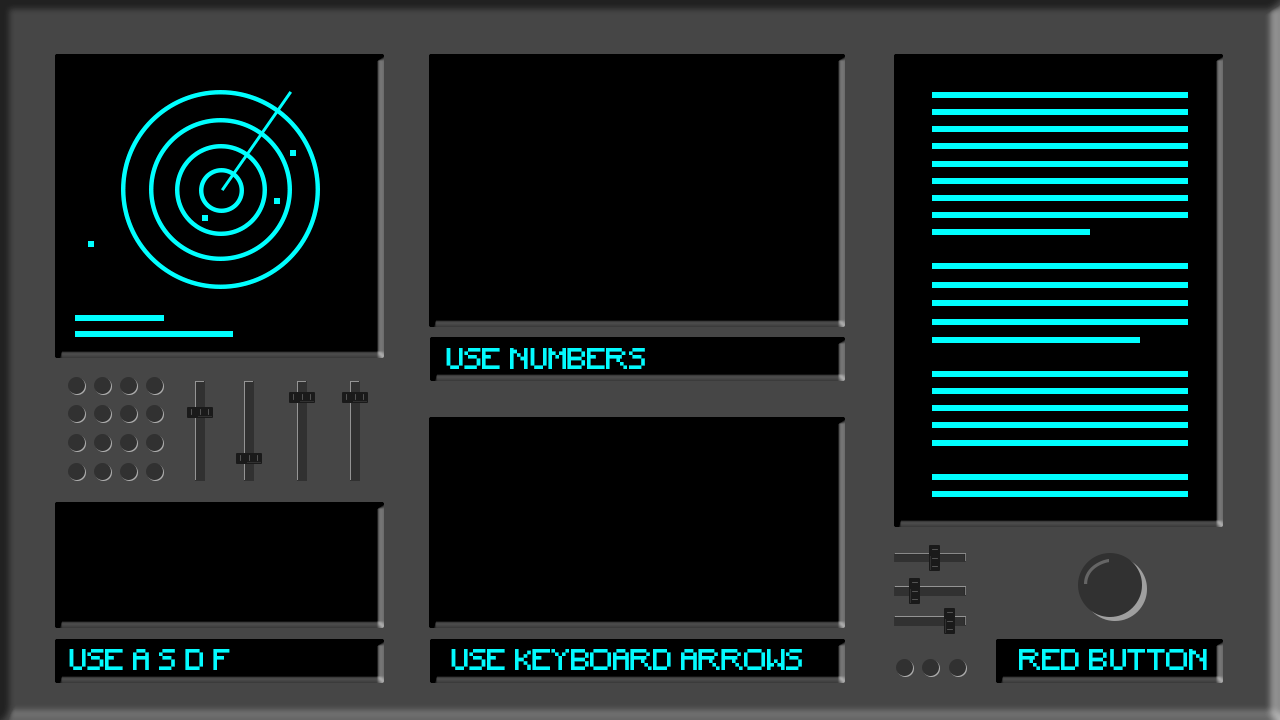 USE NUMBERS
USE A S D F
USE KEYBOARD ARROWS
RED BUTTON